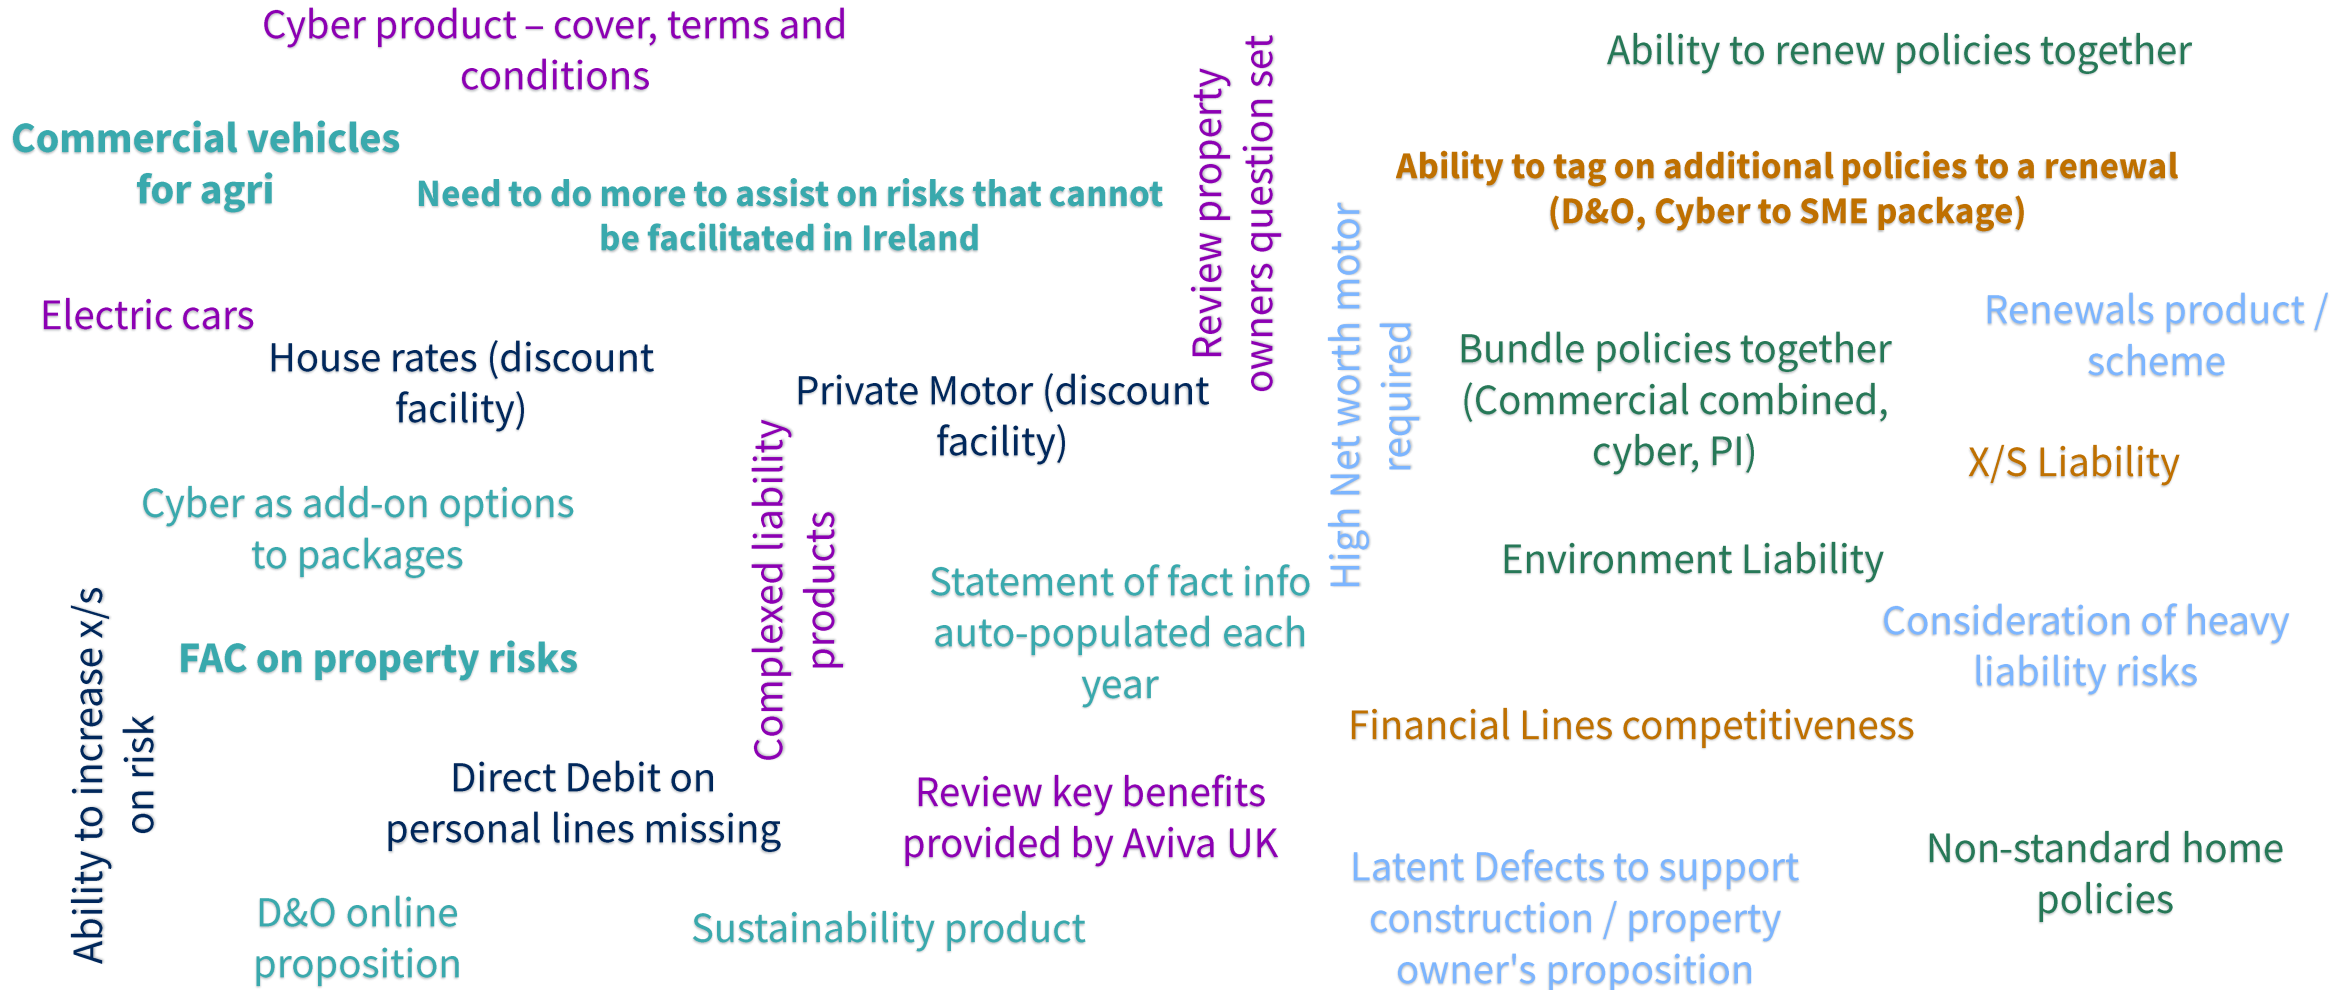 Cyber product – cover, terms and
conditions
Ability to renew policies together
Commercial vehicles
for agri
Need to do more to assist on risks that cannot
be facilitated in Ireland
Review property
owners question set
Ability to tag on additional policies to a renewal
(D&O, Cyber to SME package)
Electric cars
House rates (discount
facility)
Private Motor (discount
facility)
High Net worth motor
required
Bundle policies together
(Commercial combined,
cyber, PI)
Renewals product /
scheme
X/S Liability
Cyber as add-on options
to packages
Complexed liability
products
Statement of fact info
auto-populated each
year
Environment Liability
Consideration of heavy
liability risks
Ability to increase x/s
on risk
FAC on property risks
Financial Lines competitiveness
Direct Debit on
personal lines missing
Review key benefits
provided by Aviva UK
Latent Defects to support
construction / property
owner's proposition
Non-standard home
policies
D&O online
proposition
Sustainability product